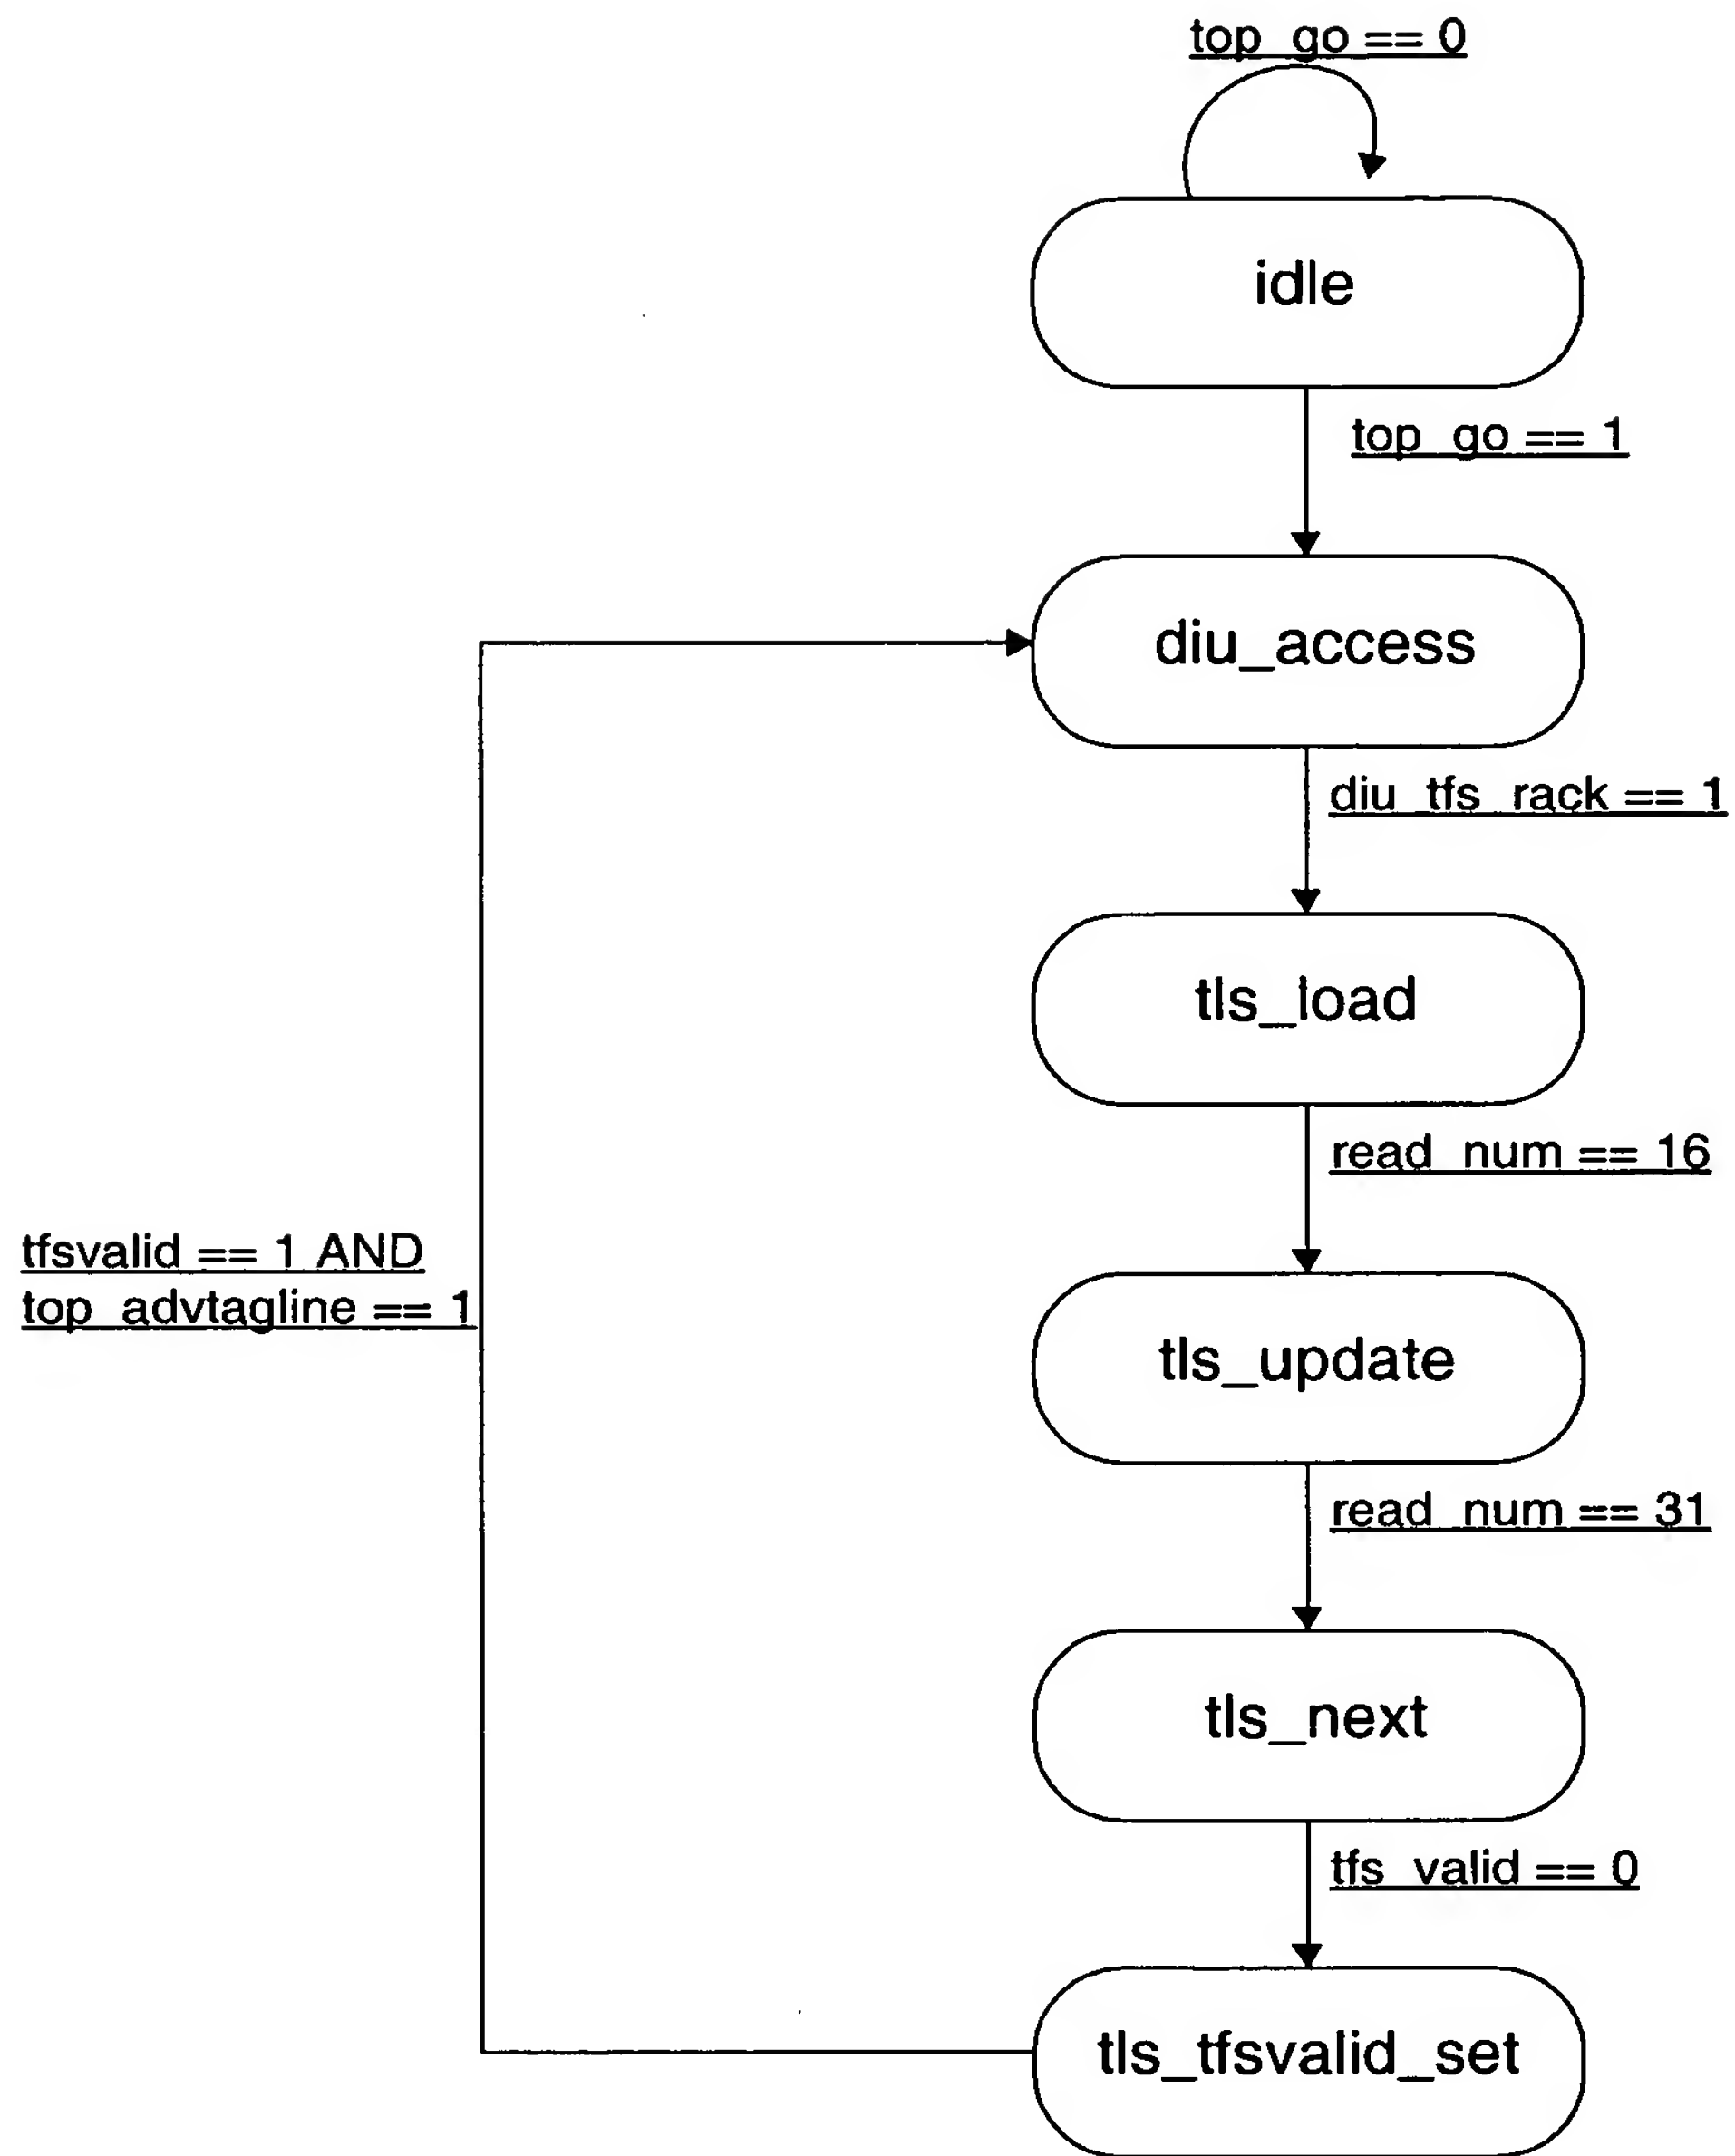 top_go == 0
idle
top_go == 1
diu_access
diu_tfs_rack == 1
tls_load
read_num == 16
tfsvalid == 1 AND
top_advtagline == 1
tls_update
read_num == 31
tls_next
tfs_valid == 0
tls_tfsvalid_set